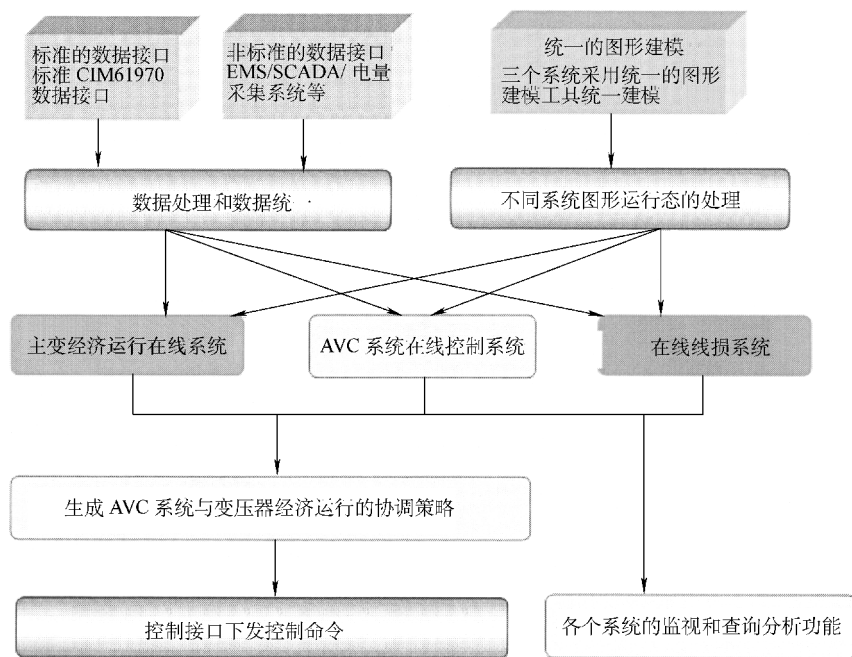 标准的数据接口
标准 CIM61970
数据接口
非标准的数据接口
EMS/SCADA/ 电量
采集系统等
统一的图形建模
三个系统采用统一的图形
建模工具统一建模
数据处理和数据统
不同系统图形运行态的处理
主变经济运行在线系统
AVC 系统在线控制系统
在线线损系统
生成 AVC 系统与变压器经济运行的协调策略
控制接口下发控制命令
各个系统的监视和查询分析功能